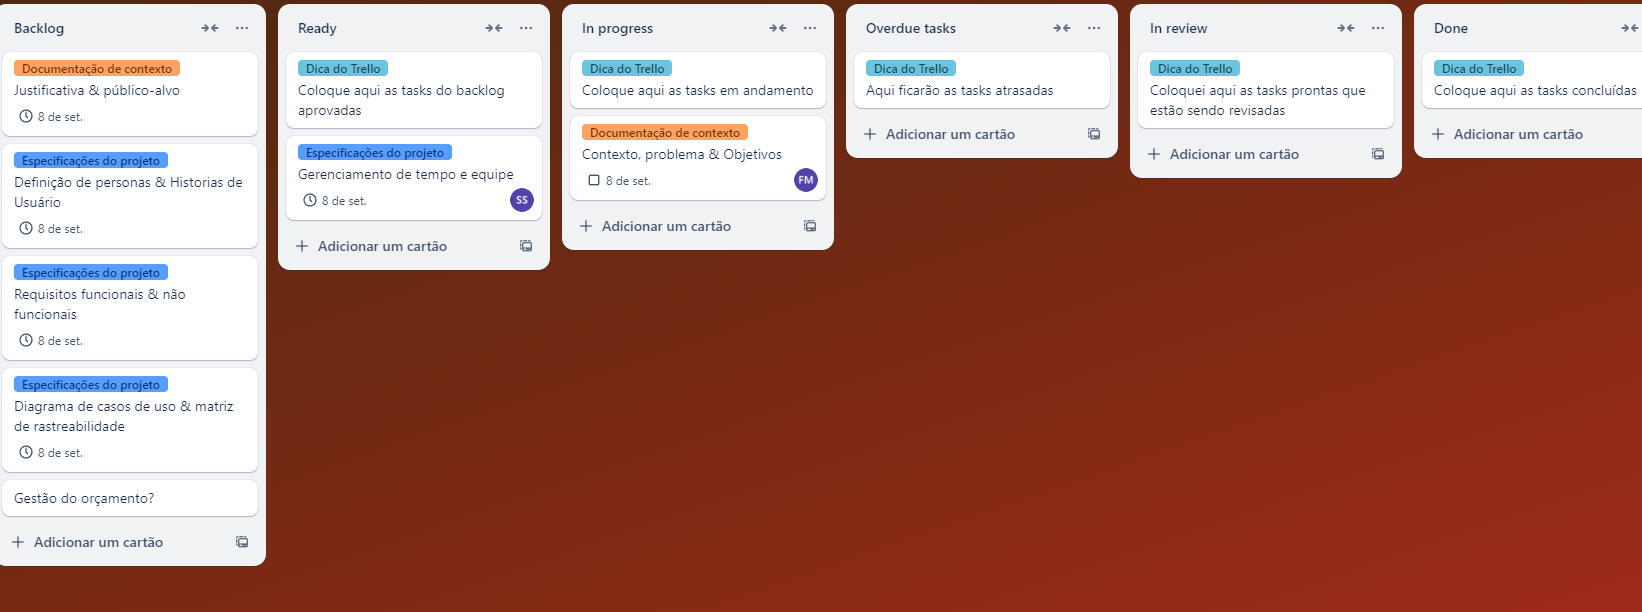 Backlog
Documentação de contexto
Justificativa & público-alvo
8 de set.
Especificações do projeto
Definição de personas & Historias de
Usuário
8 de set.
Especificações do projeto
Requisitos funcionais & não
funcionais
8 de set.
Especificações do projeto
Diagrama de casos de uso & matriz
de rastreabilidade
8 de set.
Gestão do orçamento?
Adicionar um cartão
Ready
Dica do Trello
Coloque aqui as tasks do backlog
aprovadas
Especificações do projeto
Gerenciamento de tempo e equipe
8 de set.
SS
Adicionar um cartão
In progress
Dica do Trello
Coloque aqui as tasks em andamento
Documentação de contexto
Contexto, problema & Objetivos
8 de set.
FM
Adicionar um cartão
Overdue tasks
Dica do Trello
Aqui ficarão as tasks atrasadas
Adicionar um cartão
In review
Dica do Trello
Coloquei aqui as tasks prontas que
estão sendo revisadas
Adicionar um cartão
Done
Dica do Trello
Coloque aqui as tasks concluídas
Adicionar um cartão